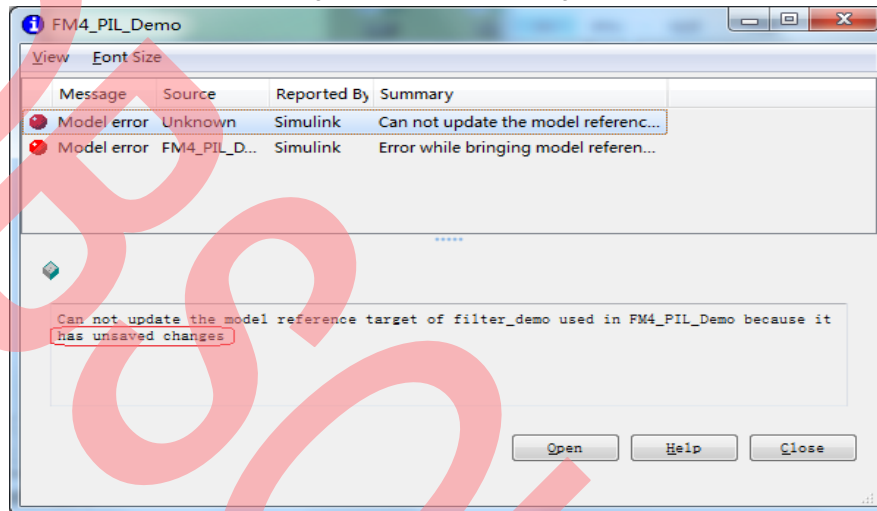 FM4_PIL_Demo
View Font Size
Message Source Reported By Summary
Model error Unknown Simulink Can not update the model referenc...
Model error FM4_PIL_D... Simulink Error while bringing model referen...
Can not update the model reference target of filter_demo used in FM4_PIL_Demo because it
has unsaved changes
Open Help Close